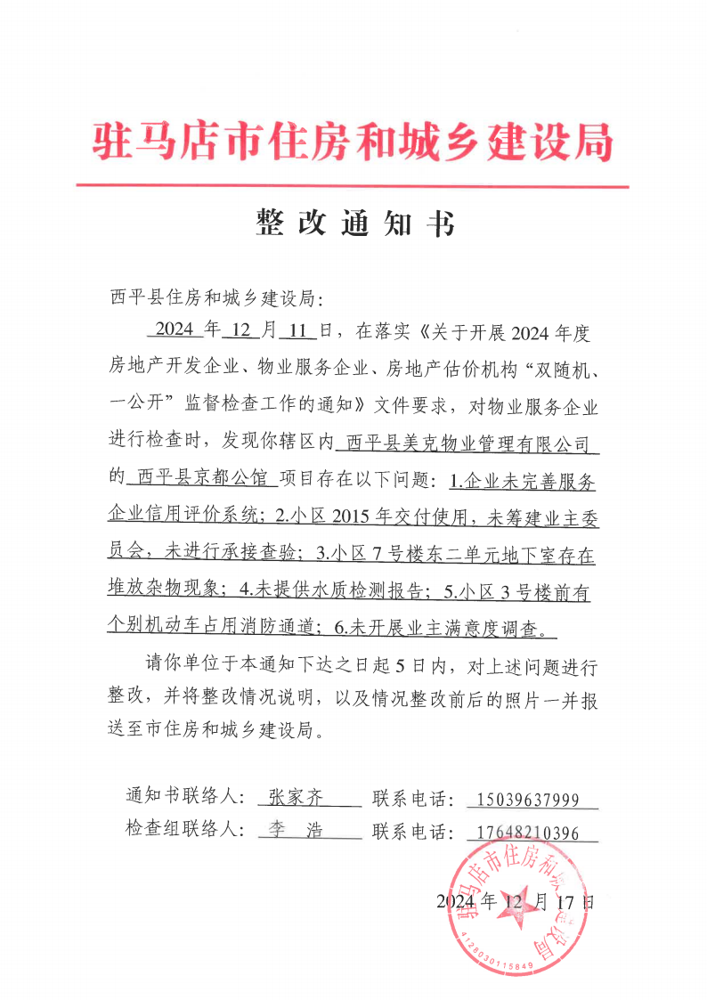 驻马店市住房和城乡建设局
整改通知书
西平县住房和城乡建设局：
2024 年 12 月 11 日，在落实《关于开展 2024 年度
房地产开发企业、物业服务企业、房地产估价机构“双随机、
一公开”监督检查工作的通知》文件要求，对物业服务企业
进行检查时，发现你辖区内 西平县美克物业管理有限公司
的 西平县京都公馆 项目存在以下问题：1.企业未完善服务
企业信用评价系统；2.小区 2015 年交付使用，未筹建业主委
员会，未进行承接查验；3.小区 7 号楼东二单元地下室存在
堆放杂物现象；4.未提供水质检测报告；5.小区 3 号楼前有
个别机动车占用消防通道；6.未开展业主满意度调查。
请你单位于本通知下达之日起 5 日内，对上述问题进行
整改，并将整改情况说明，以及情况整改前后的照片一并报
送至市住房和城乡建设局。
通知书联络人： 张家齐 联系电话： 15039637999
检查组联络人： 李 浩 联系电话： 17648210396
2024 年 12 月 17 日
驻马店市住房和城乡建设局
4128030115849